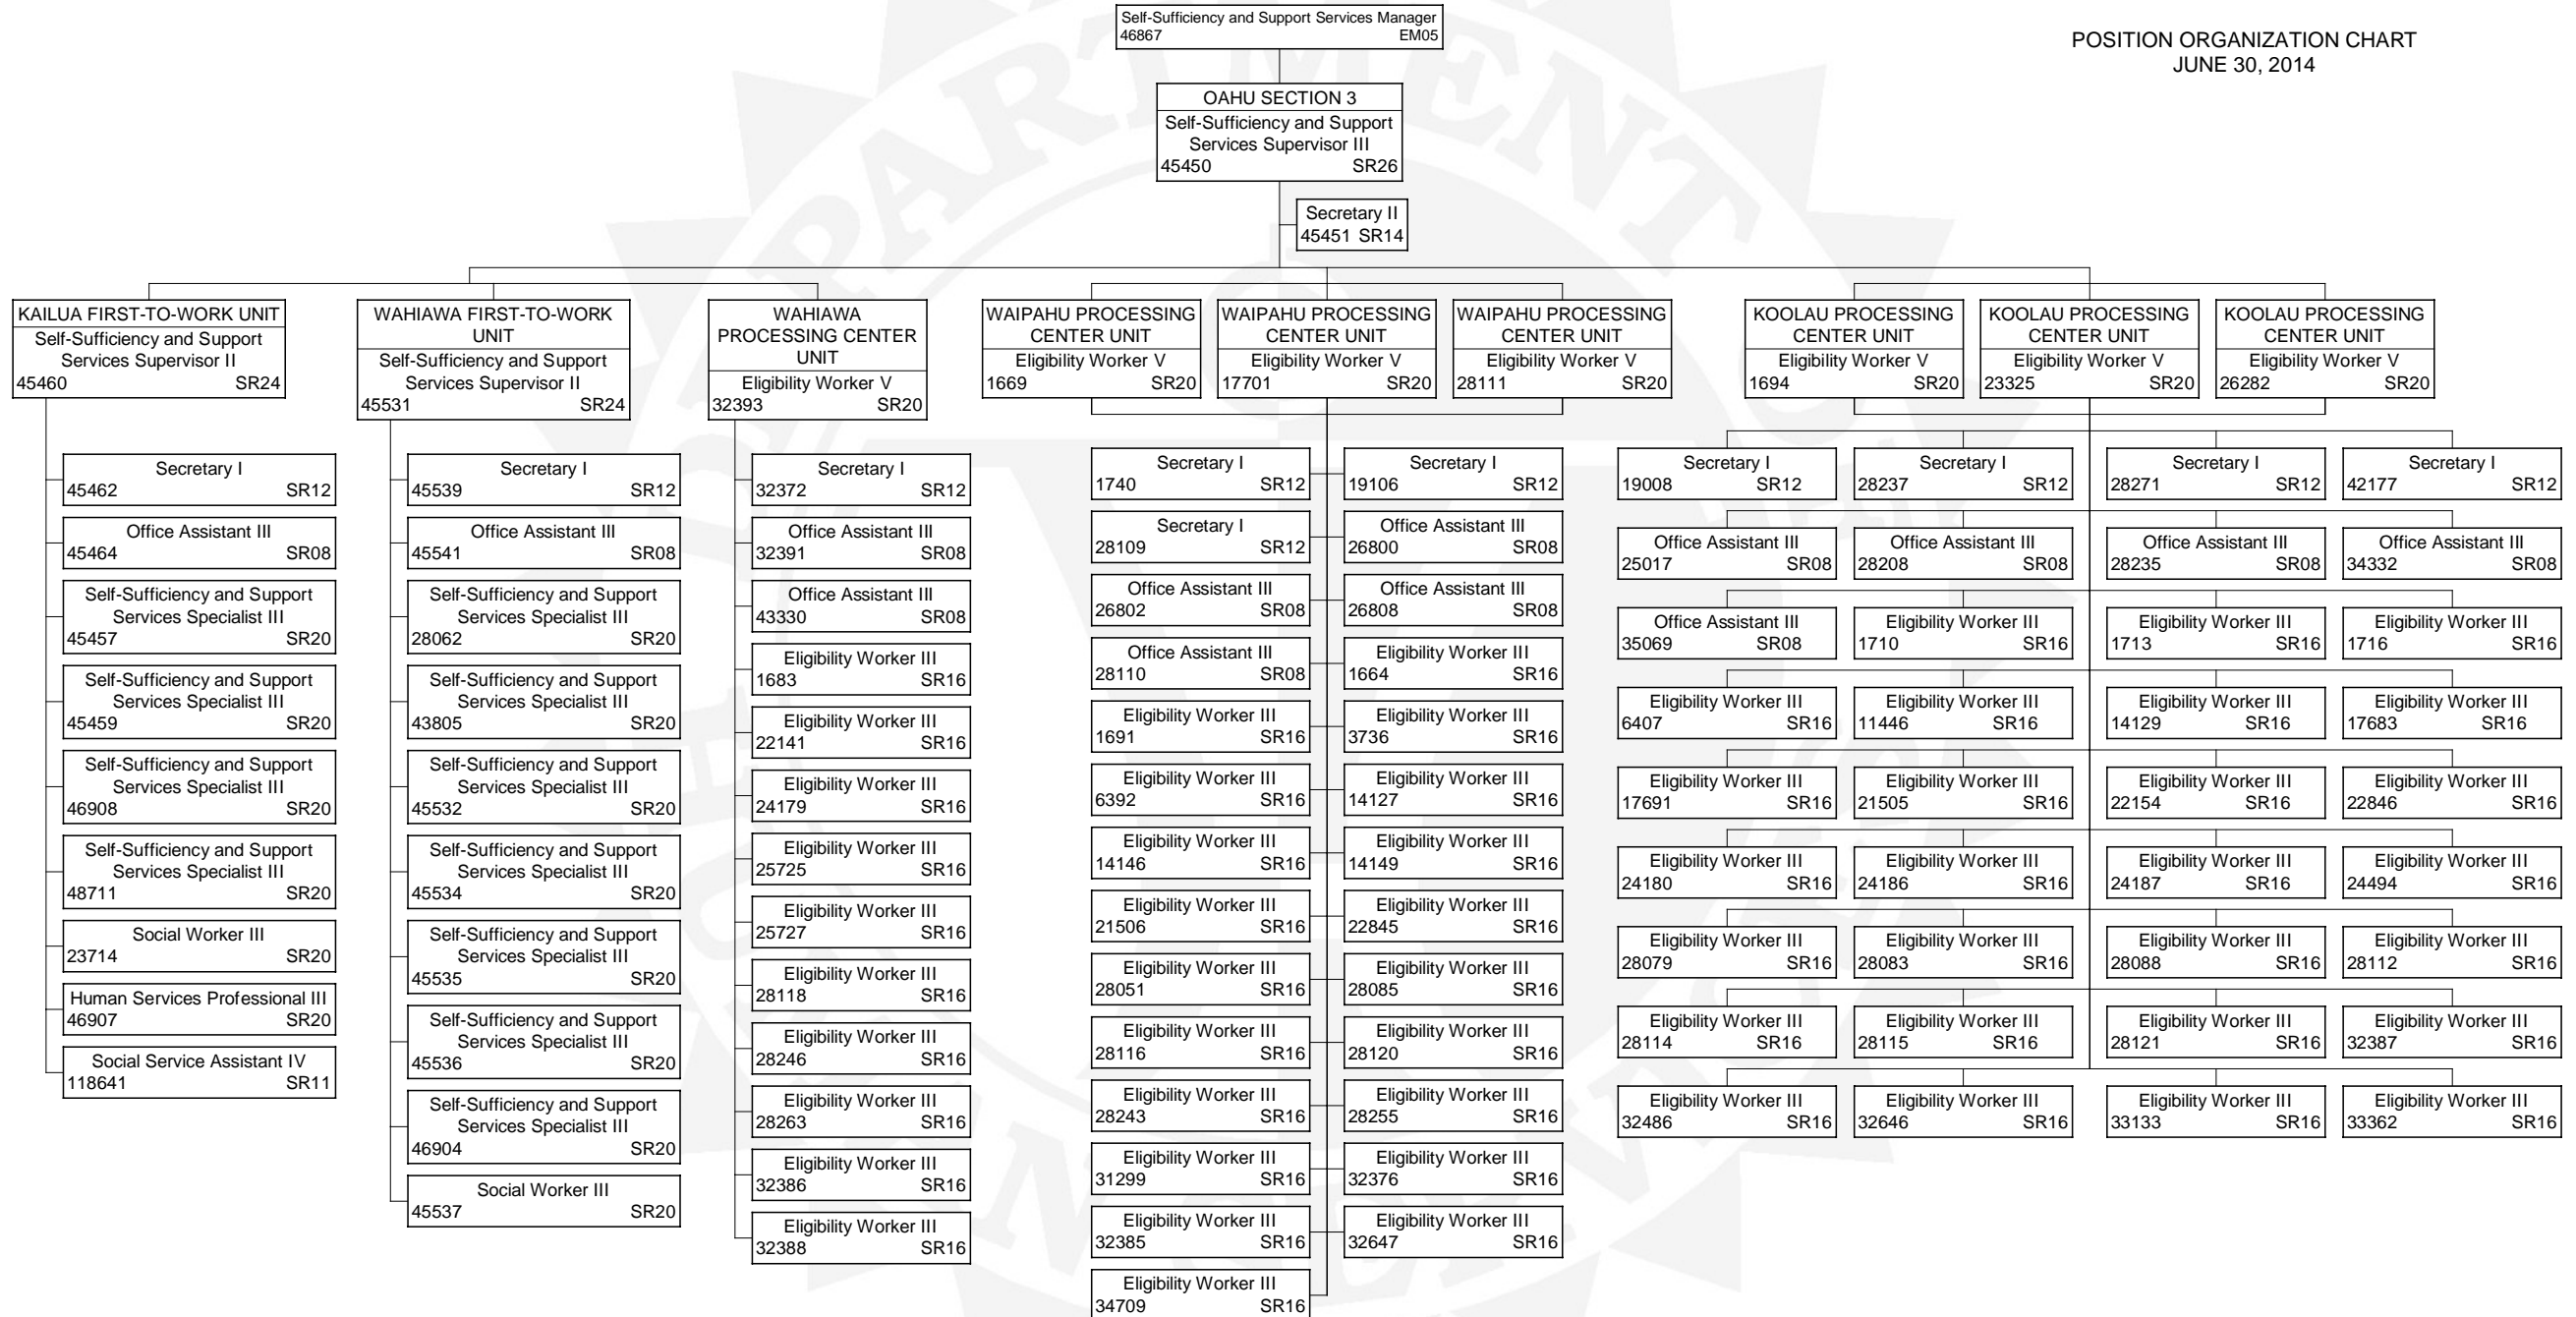 Self-Sufficiency and Support Services Manager
46867 EM05
POSITION ORGANIZATION CHART
JUNE 30, 2014
OAHU SECTION 3
Self-Sufficiency and Support
Services Supervisor III
45450 SR26
Secretary II
45451 SR14
KAILUA FIRST-TO-WORK UNIT
Self-Sufficiency and Support
Services Supervisor II
45460 SR24
Secretary I
45462 SR12
Office Assistant III
45464 SR08
Self-Sufficiency and Support
Services Specialist III
45457 SR20
Self-Sufficiency and Support
Services Specialist III
45459 SR20
Self-Sufficiency and Support
Services Specialist III
46908 SR20
Self-Sufficiency and Support
Services Specialist III
48711 SR20
Social Worker III
23714 SR20
Human Services Professional III
46907 SR20
Social Service Assistant IV
118641 SR11
WAHIAWA FIRST-TO-WORK
UNIT
Self-Sufficiency and Support
Services Supervisor II
45531 SR24
Secretary I
45539 SR12
Office Assistant III
45541 SR08
Self-Sufficiency and Support
Services Specialist III
28062 SR20
Self-Sufficiency and Support
Services Specialist III
43805 SR20
Self-Sufficiency and Support
Services Specialist III
45532 SR20
Self-Sufficiency and Support
Services Specialist III
45534 SR20
Self-Sufficiency and Support
Services Specialist III
45535 SR20
Self-Sufficiency and Support
Services Specialist III
45536 SR20
Self-Sufficiency and Support
Services Specialist III
46904 SR20
Social Worker III
45537 SR20
WAHIAWA
PROCESSING CENTER
UNIT
Eligibility Worker V
32393 SR20
Secretary I
32372 SR12
Office Assistant III
32391 SR08
Office Assistant III
43330 SR08
Eligibility Worker III
1683 SR16
Eligibility Worker III
22141 SR16
Eligibility Worker III
24179 SR16
Eligibility Worker III
25725 SR16
Eligibility Worker III
25727 SR16
Eligibility Worker III
28118 SR16
Eligibility Worker III
28246 SR16
Eligibility Worker III
28263 SR16
Eligibility Worker III
32386 SR16
Eligibility Worker III
32388 SR16
WAIPAHU PROCESSING
CENTER UNIT
Eligibility Worker V
1669 SR20
WAIPAHU PROCESSING
CENTER UNIT
Eligibility Worker V
17701 SR20
WAIPAHU PROCESSING
CENTER UNIT
Eligibility Worker V
28111 SR20
Secretary I
1740 SR12
Secretary I
19106 SR12
Secretary I
28109 SR12
Office Assistant III
26800 SR08
Office Assistant III
26802 SR08
Office Assistant III
26808 SR08
Office Assistant III
28110 SR08
Eligibility Worker III
1664 SR16
Eligibility Worker III
1691 SR16
Eligibility Worker III
3736 SR16
Eligibility Worker III
6392 SR16
Eligibility Worker III
14127 SR16
Eligibility Worker III
14146 SR16
Eligibility Worker III
14149 SR16
Eligibility Worker III
21506 SR16
Eligibility Worker III
22845 SR16
Eligibility Worker III
28051 SR16
Eligibility Worker III
28085 SR16
Eligibility Worker III
28116 SR16
Eligibility Worker III
28120 SR16
Eligibility Worker III
28243 SR16
Eligibility Worker III
28255 SR16
Eligibility Worker III
31299 SR16
Eligibility Worker III
32376 SR16
Eligibility Worker III
32385 SR16
Eligibility Worker III
32647 SR16
Eligibility Worker III
34709 SR16
KOOLAU PROCESSING
CENTER UNIT
Eligibility Worker V
1694 SR20
KOOLAU PROCESSING
CENTER UNIT
Eligibility Worker V
23325 SR20
KOOLAU PROCESSING
CENTER UNIT
Eligibility Worker V
26282 SR20
Secretary I
19008 SR12
Secretary I
28237 SR12
Secretary I
28271 SR12
Secretary I
42177 SR12
Office Assistant III
25017 SR08
Office Assistant III
28208 SR08
Office Assistant III
28235 SR08
Office Assistant III
34332 SR08
Office Assistant III
35069 SR08
Eligibility Worker III
1710 SR16
Eligibility Worker III
1713 SR16
Eligibility Worker III
1716 SR16
Eligibility Worker III
6407 SR16
Eligibility Worker III
11446 SR16
Eligibility Worker III
14129 SR16
Eligibility Worker III
17683 SR16
Eligibility Worker III
17691 SR16
Eligibility Worker III
21505 SR16
Eligibility Worker III
22154 SR16
Eligibility Worker III
22846 SR16
Eligibility Worker III
24180 SR16
Eligibility Worker III
24186 SR16
Eligibility Worker III
24187 SR16
Eligibility Worker III
24494 SR16
Eligibility Worker III
28079 SR16
Eligibility Worker III
28083 SR16
Eligibility Worker III
28088 SR16
Eligibility Worker III
28112 SR16
Eligibility Worker III
28114 SR16
Eligibility Worker III
28115 SR16
Eligibility Worker III
28121 SR16
Eligibility Worker III
32387 SR16
Eligibility Worker III
32486 SR16
Eligibility Worker III
32646 SR16
Eligibility Worker III
33133 SR16
Eligibility Worker III
33362 SR16